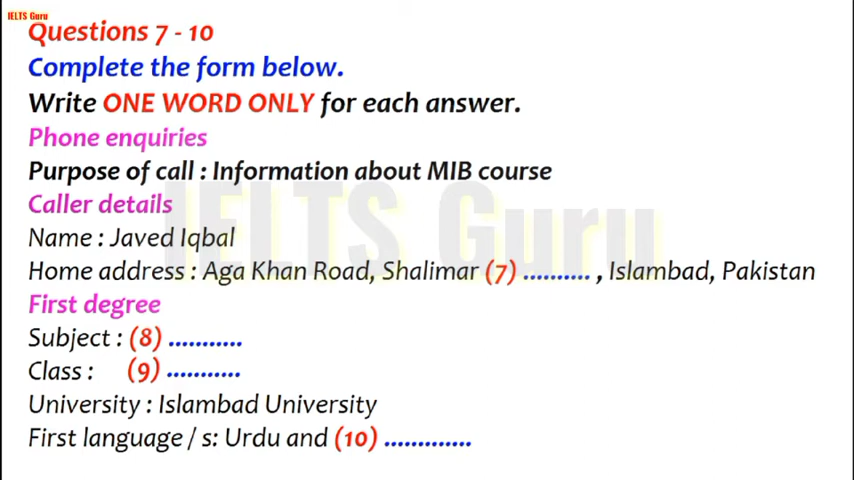 IELTS Guru
Questions 7 - 10
Complete the form below.
Write ONE WORD ONLY for each answer.
Phone enquiries
Purpose of call : Information about MIB course
Caller details
Name : Javed Iqbal
Home address : Aga Khan Road, Shalimar (7) .......... , Islambad, Pakistan
First degree
Subject : (8) ...........
Class : (9) ...........
University : Islambad University
First language / s: Urdu and (10) .............
IELTS Guru